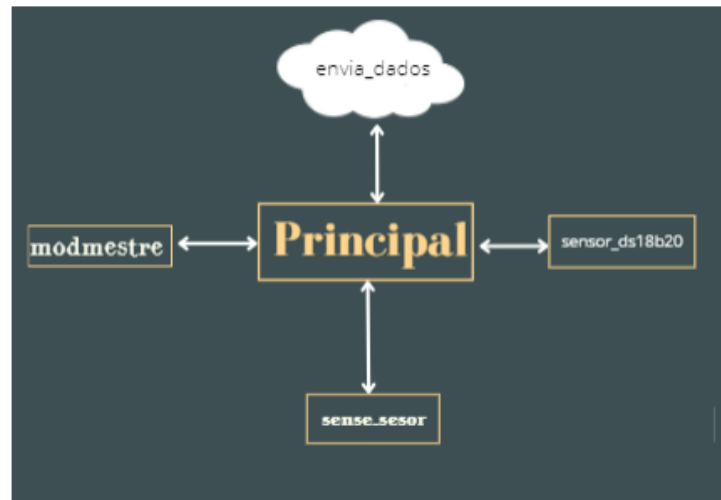 envia_dados
modmestre
Principal
sensor_ds18b20
sense_sesor